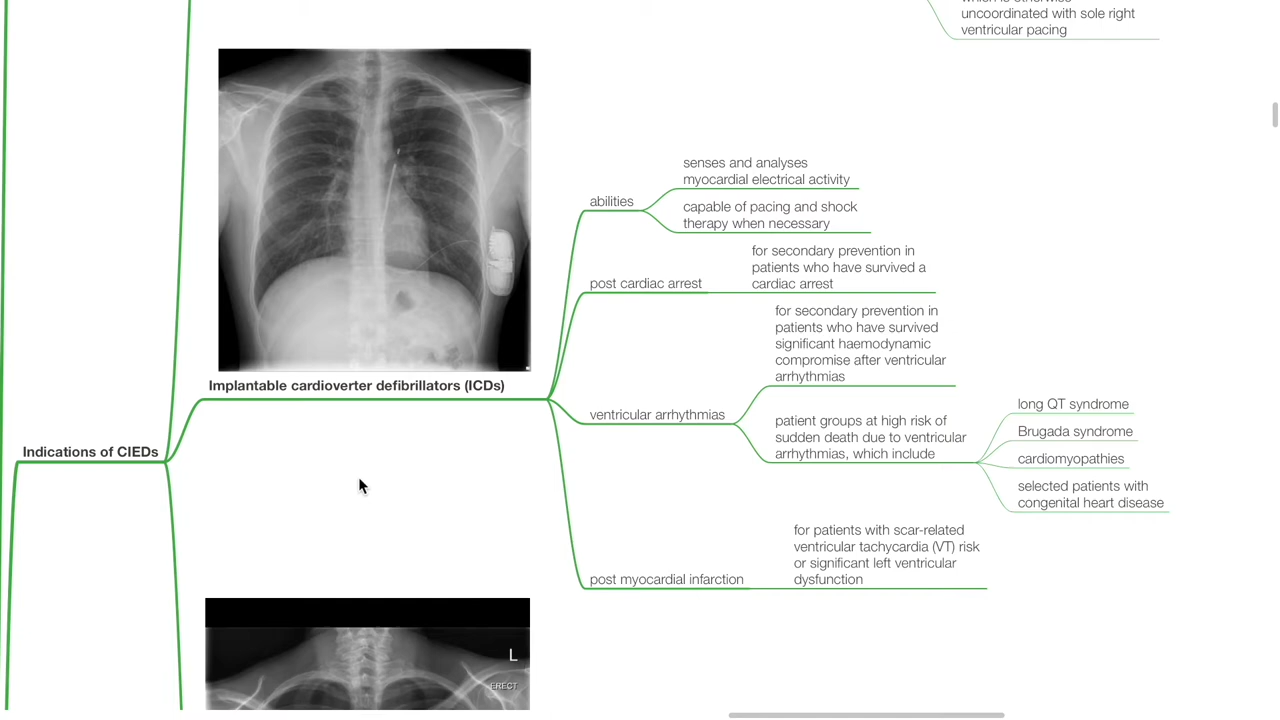 uncoordinated with sole right
ventricular pacing
senses and analyses
myocardial electrical activity
abilities
capable of pacing and shock
therapy when necessary
for secondary prevention in
patients who have survived a
cardiac arrest
post cardiac arrest
for secondary prevention in
patients who have survived
significant haemodynamic
compromise after ventricular
arrhythmias
Implantable cardioverter defibrillators (ICDs)
ventricular arrhythmias
patient groups at high risk of
sudden death due to ventricular
arrhythmias, which include
long QT syndrome
Brugada syndrome
cardiomyopathies
selected patients with
congenital heart disease
Indications of CIEDs
for patients with scar-related
ventricular tachycardia (VT) risk
or significant left ventricular
dysfunction
post myocardial infarction
L
ERECT